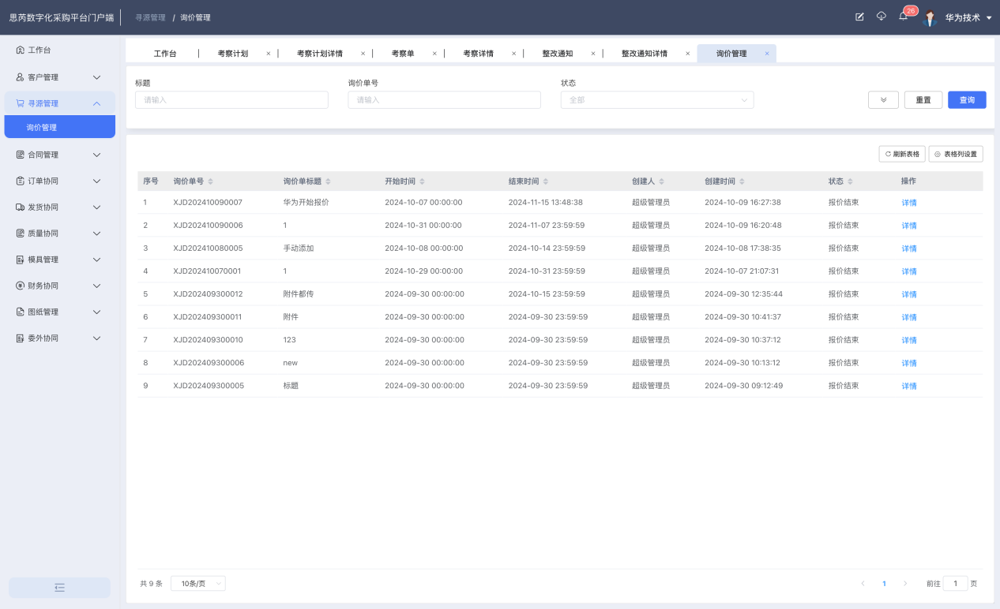 思芮数字化采购平台门户端 寻源管理 / 询价管理 26 华为技术
工作台
客户管理
寻源管理
询价管理
合同管理
订单协同
发货协同
质量协同
模具管理
财务协同
图纸管理
委外协同
工作台 考察计划 × 考察计划详情 × 考察单 × 考察详情 × 整改通知 × 整改通知详情 × 询价管理 ×
标题 询价单号 状态
请输入 请输入 全部 重置 查询
刷新表格 表格列设置
序号 询价单号 询价单标题 开始时间 结束时间 创建人 创建时间 状态 操作
1 XJD202410090007 华为开始报价 2024-10-07 00:00:00 2024-11-15 13:48:38 超级管理员 2024-10-09 16:27:38 报价结束 详情
2 XJD202410090006 1 2024-10-31 00:00:00 2024-11-07 23:59:59 超级管理员 2024-10-09 16:20:48 报价结束 详情
3 XJD202410080005 手动添加 2024-10-08 00:00:00 2024-10-14 23:59:59 超级管理员 2024-10-08 17:38:35 报价结束 详情
4 XJD202410070001 1 2024-10-29 00:00:00 2024-10-31 23:59:59 超级管理员 2024-10-07 21:07:31 报价结束 详情
5 XJD202409300012 附件都传 2024-09-30 00:00:00 2024-10-15 23:59:59 超级管理员 2024-09-30 12:35:44 报价结束 详情
6 XJD202409300011 附件 2024-09-30 00:00:00 2024-09-30 23:59:59 超级管理员 2024-09-30 10:41:37 报价结束 详情
7 XJD202409300010 123 2024-09-30 00:00:00 2024-09-30 23:59:59 超级管理员 2024-09-30 10:37:12 报价结束 详情
8 XJD202409300006 new 2024-09-30 00:00:00 2024-09-30 23:59:59 超级管理员 2024-09-30 10:13:12 报价结束 详情
9 XJD202409300005 标题 2024-09-30 00:00:00 2024-09-30 23:59:59 超级管理员 2024-09-30 09:12:49 报价结束 详情
共 9 条 10条/页 1 前往 1 页